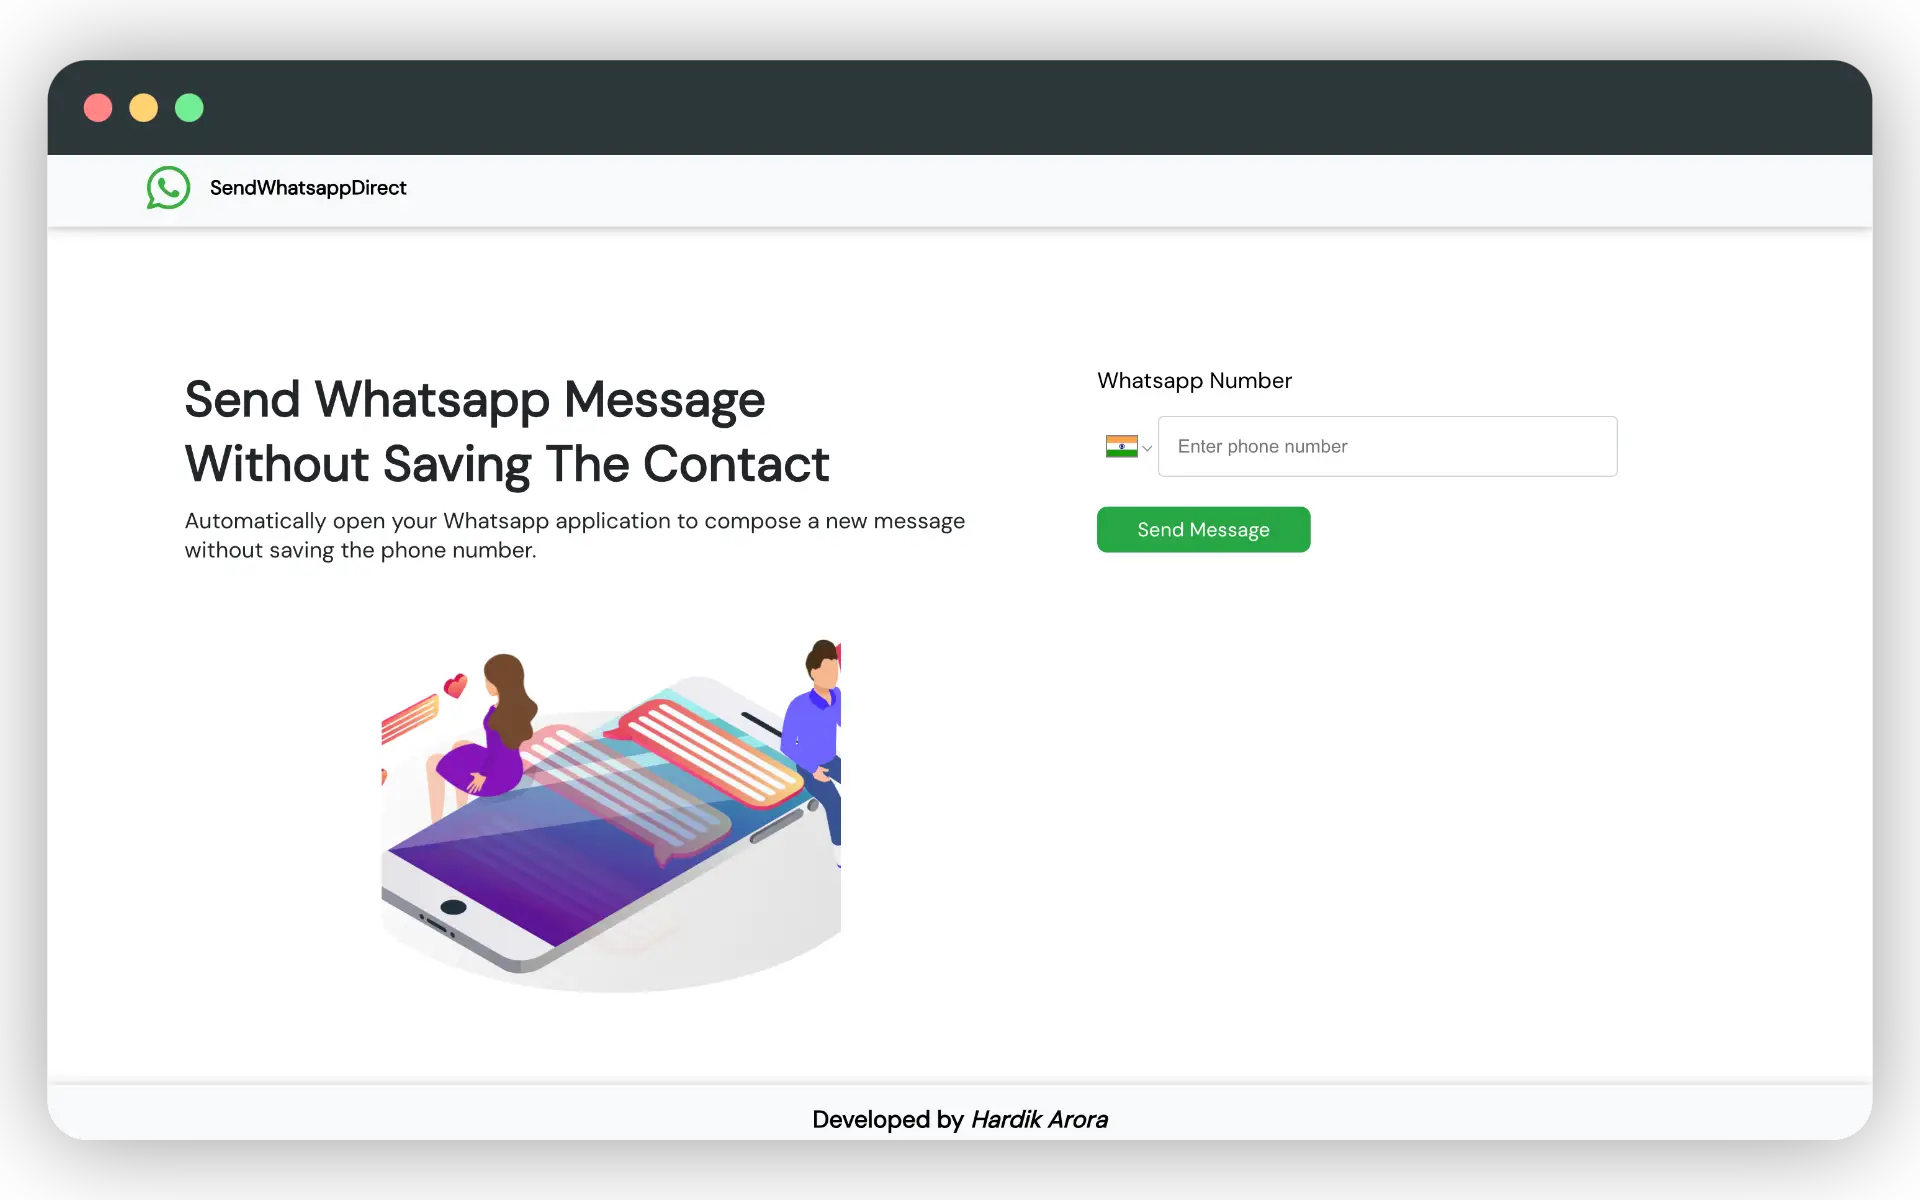 SendWhatsappDirect
Send Whatsapp Message
Without Saving The Contact
Automatically open your Whatsapp application to compose a new message
without saving the phone number.
Whatsapp Number
Enter phone number
Send Message
Developed by Hardik Arora